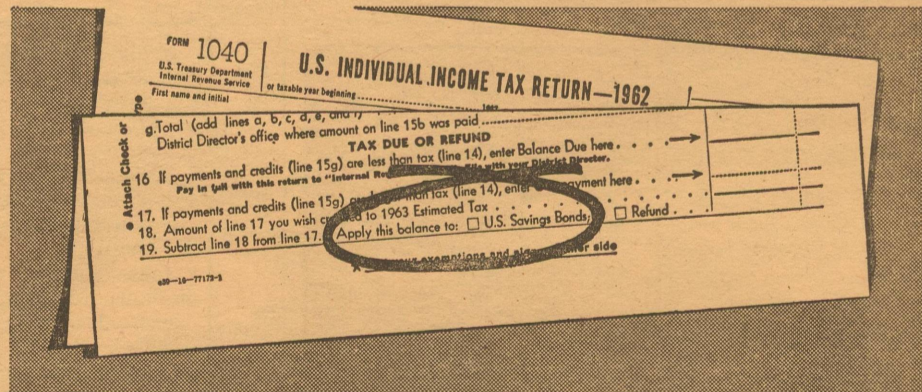 FORM 1040
U.S. Treasury Department
Internal Revenue Service
U.S. INDIVIDUAL INCOME TAX RETURN—1962
or taxable year beginning
First name and initial
Attach Check or
g. Total (add lines a, b, c, d, e, and f)
District Director's office where amount on line 15b was paid
TAX DUE OR REFUND
16 If payments and credits (line 15g) are less than tax (line 14), enter Balance Due here
Pay in full with this return to "Internal with your District Director.
17. If payments and credits (line 15g) than tax (line 14), enter payment here
18. Amount of line 17 you wish to 1963 Estimated Tax
19. Subtract line 18 from line 17. Apply this balance to: ☐ U.S. Savings Bonds; ☐ Refund
exemptions and side